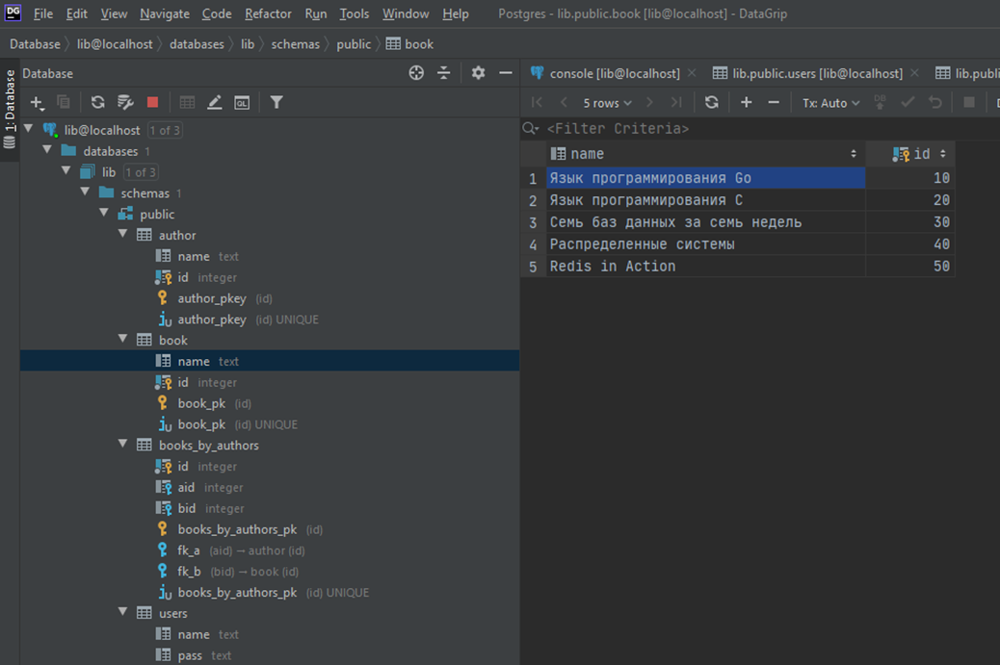 DG File Edit View Navigate Code Refactor Run Tools Window Help Postgres - lib.public.book [lib@localhost] - DataGrip
Database lib@localhost databases lib schemas public book
1: Database
Database
console [lib@localhost] lib.public.users [lib@localhost] lib.publi
5 rows Tx: Auto DB
QL
<Filter Criteria>
lib@localhost 1 of 3
databases 1
lib 1 of 3
schemas 1
public
author
name text
id integer
author_pkey (id)
author_pkey (id) UNIQUE
book
name text
id integer
book_pk (id)
book_pk (id) UNIQUE
books_by_authors
id integer
aid integer
bid integer
books_by_authors_pk (id)
fk_a (aid) → author (id)
fk_b (bid) → book (id)
books_by_authors_pk (id) UNIQUE
users
name text
pass text
name id
1 Язык программирования Go 10
2 Язык программирования C 20
3 Семь баз данных за семь недель 30
4 Распределенные системы 40
5 Redis in Action 50